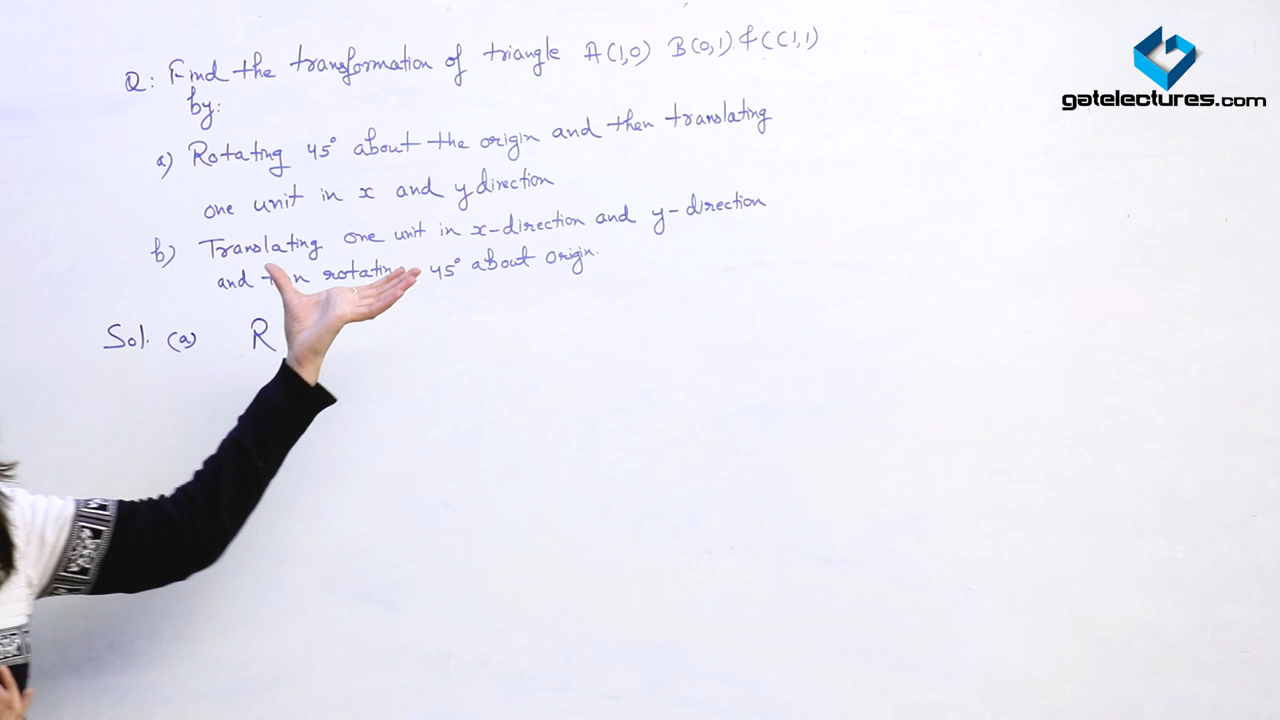 Q: Find the transformation of triangle A(1,0) B(0,1) & C(1,1)
by:
a) Rotating 45° about the origin and then translating
one unit in x and y direction
b) Translating one unit in x-direction and y-direction
and 45° about origin.
Sol. (a) R
gatelectures.com